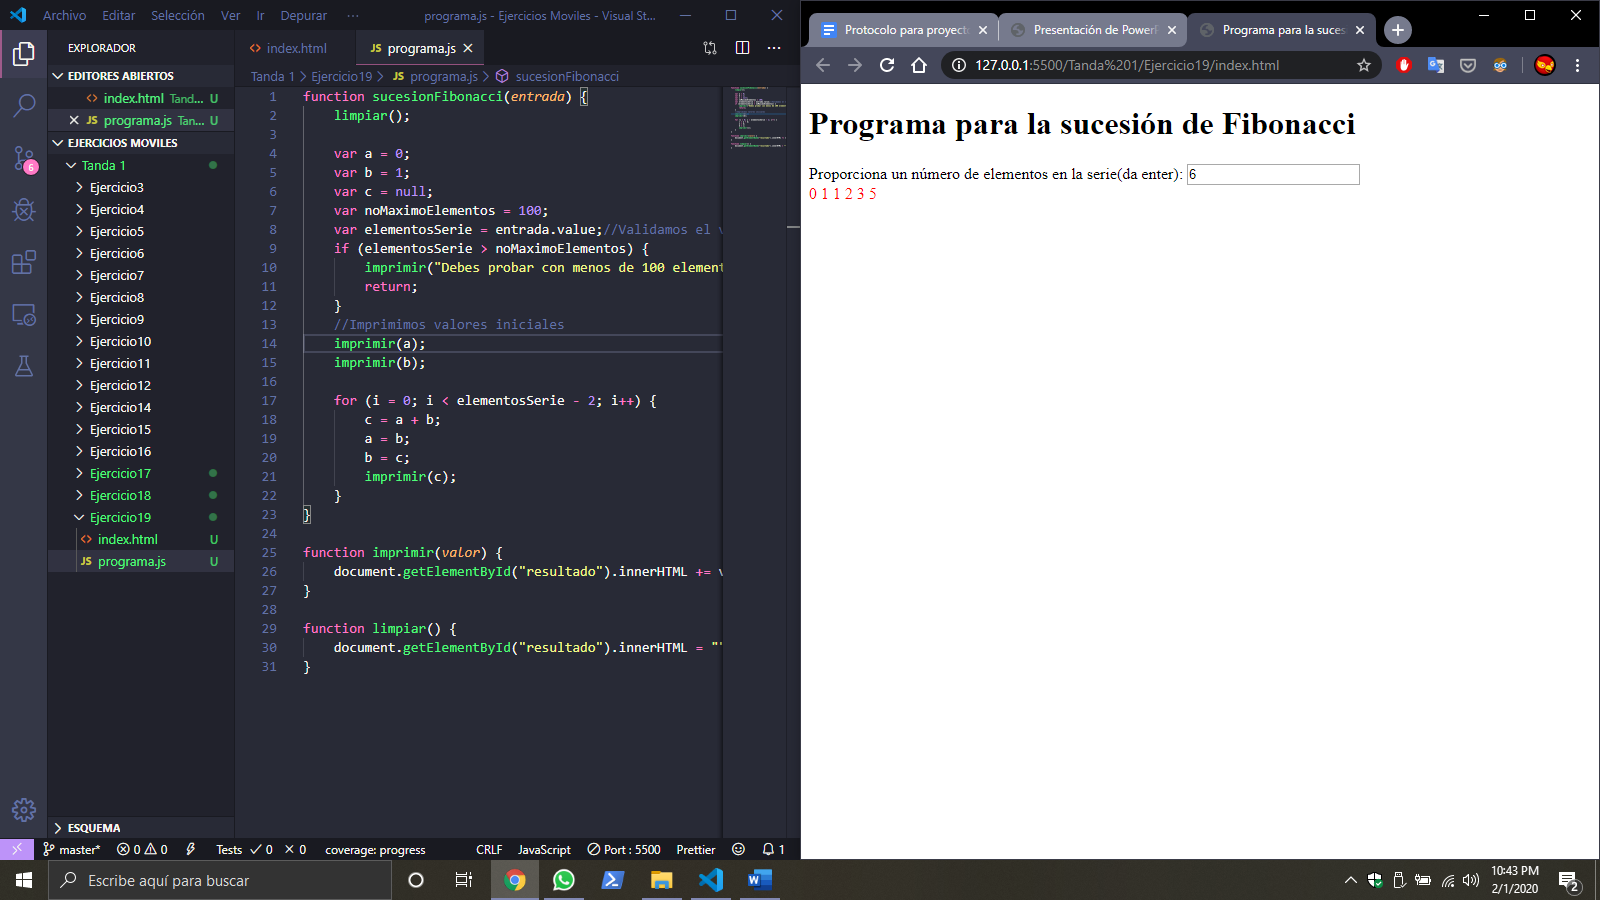 Archivo Editar Selección Ver Ir Depurar ··· programa.js - Ejercicios Moviles - Visual St...
EXPLORADOR
EDITORES ABIERTOS
index.html Tand... U
programa.js Tan... U
EJERCICIOS MOVILES
Tanda 1
Ejercicio3
Ejercicio4
Ejercicio5
Ejercicio6
Ejercicio7
Ejercicio8
Ejercicio9
Ejercicio10
Ejercicio11
Ejercicio12
Ejercicio14
Ejercicio15
Ejercicio16
Ejercicio17
Ejercicio18
Ejercicio19
index.html U
JS programa.js U
ESQUEMA
6
index.html JS programa.js
Tanda 1 > Ejercicio19 > JS programa.js > sucesionFibonacci
1 function sucesionFibonacci(entrada) {
2 limpiar();
3
4 var a = 0;
5 var b = 1;
6 var c = null;
7 var noMaximoElementos = 100;
8 var elementosSerie = entrada.value;//Validamos el v
9 if (elementosSerie > noMaximoElementos) {
10 imprimir("Debes probar con menos de 100 element
11 return;
12 }
13 //Imprimimos valores iniciales
14 imprimir(a);
15 imprimir(b);
16
17 for (i = 0; i < elementosSerie - 2; i++) {
18 c = a + b;
19 a = b;
20 b = c;
21 imprimir(c);
22 }
23 }
24
25 function imprimir(valor) {
26 document.getElementById("resultado").innerHTML += v
27 }
28
29 function limpiar() {
30 document.getElementById("resultado").innerHTML = ""
31 }
master* 0 0 Tests 0 0 coverage: progress CRLF JavaScript Port : 5500 Prettier 1
Protocolo para proyecto Presentación de PowerP Programa para la suces
127.0.0.1:5500/Tanda%201/Ejercicio19/index.html
Programa para la sucesión de Fibonacci
Proporciona un número de elementos en la serie(da enter): 6
0 1 1 2 3 5
Escribe aquí para buscar
10:43 PM
2/1/2020
2